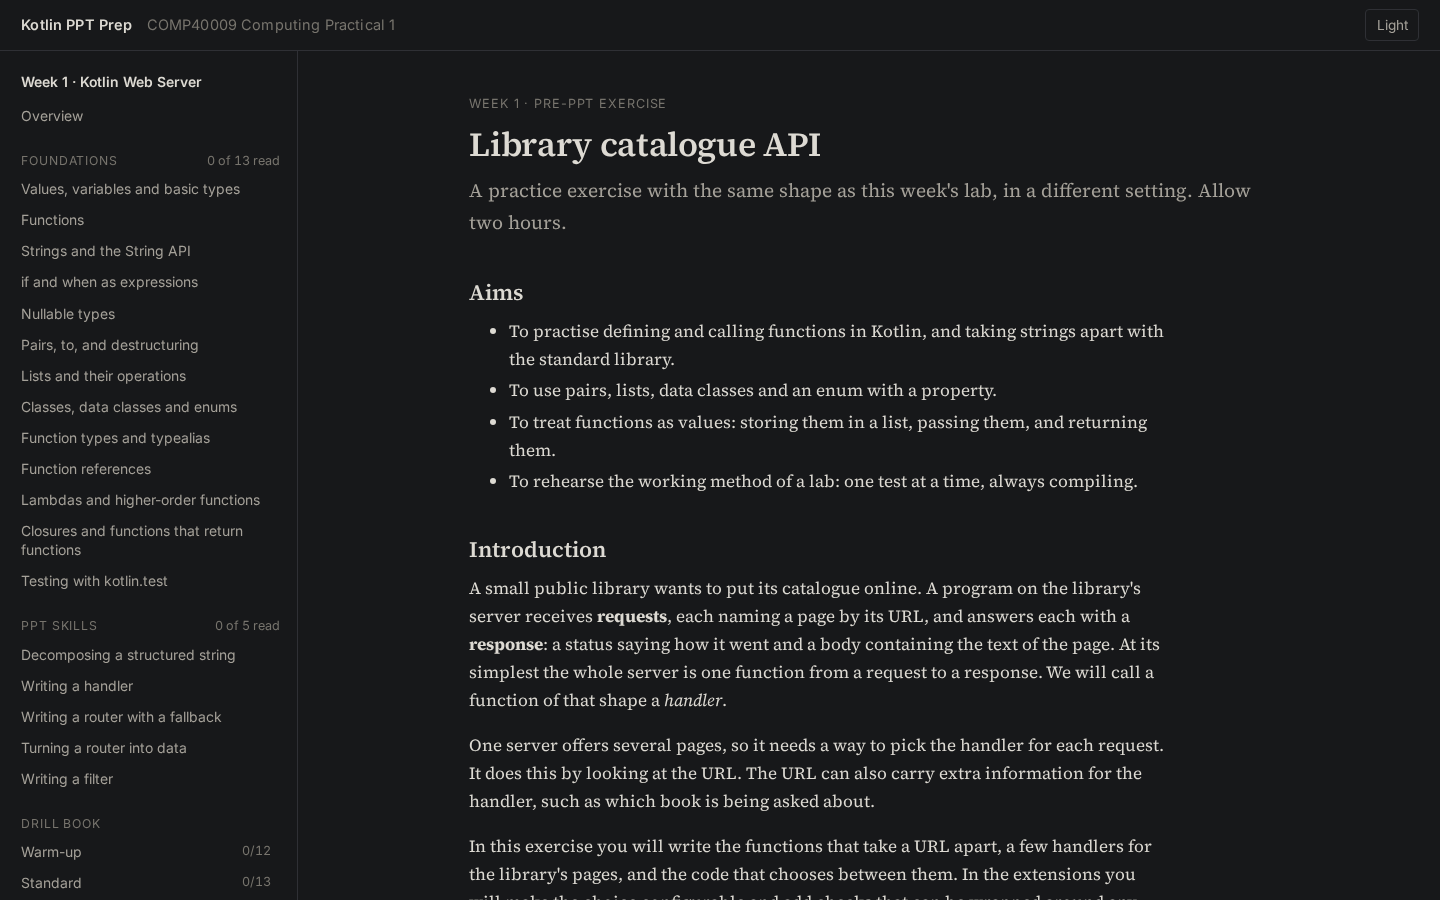 Kotlin PPT Prep COMP40009 Computing Practical 1
Light
Week 1 · Kotlin Web Server
Overview
FOUNDATIONS 0 of 13 read
Values, variables and basic types
Functions
Strings and the String API
if and when as expressions
Nullable types
Pairs, to, and destructuring
Lists and their operations
Classes, data classes and enums
Function types and typealias
Function references
Lambdas and higher-order functions
Closures and functions that return
functions
Testing with kotlin.test
PPT SKILLS 0 of 5 read
Decomposing a structured string
Writing a handler
Writing a router with a fallback
Turning a router into data
Writing a filter
DRILL BOOK
Warm-up 0/12
Standard 0/13
WEEK 1 · PRE-PPT EXERCISE
Library catalogue API
A practice exercise with the same shape as this week's lab, in a different setting. Allow
two hours.
Aims
• To practise defining and calling functions in Kotlin, and taking strings apart with
the standard library.
• To use pairs, lists, data classes and an enum with a property.
• To treat functions as values: storing them in a list, passing them, and returning
them.
• To rehearse the working method of a lab: one test at a time, always compiling.
Introduction
A small public library wants to put its catalogue online. A program on the library's
server receives requests, each naming a page by its URL, and answers each with a
response: a status saying how it went and a body containing the text of the page. At its
simplest the whole server is one function from a request to a response. We will call a
function of that shape a handler.
One server offers several pages, so it needs a way to pick the handler for each request.
It does this by looking at the URL. The URL can also carry extra information for the
handler, such as which book is being asked about.
In this exercise you will write the functions that take a URL apart, a few handlers for
the library's pages, and the code that chooses between them. In the extensions you